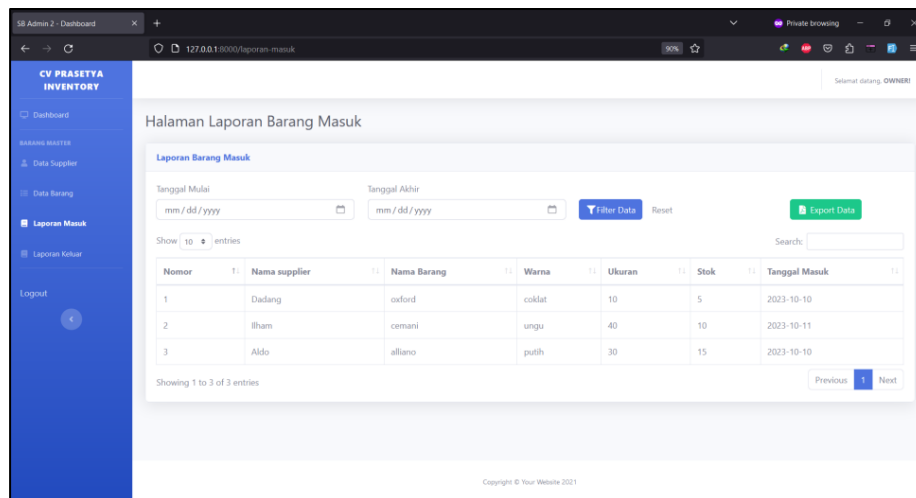 SB Admin 2 - Dashboard
Private browsing
127.0.0.1:8000/laporan-masuk
90%
CV PRASETYA
INVENTORY
Selamat datang, OWNER!
Dashboard
BARANG MASTER
Data Supplier
Data Barang
Laporan Masuk
Laporan Keluar
Logout
Halaman Laporan Barang Masuk
Laporan Barang Masuk
Tanggal Mulai Tanggal Akhir
mm / dd / yyyy mm / dd / yyyy Filter Data Reset Export Data
Show 10 entries Search:
Nomor Nama supplier Nama Barang Warna Ukuran Stok Tanggal Masuk
1 Dadang oxford coklat 10 5 2023-10-10
2 Ilham cemani ungu 40 10 2023-10-11
3 Aldo alliano putih 30 15 2023-10-10
Showing 1 to 3 of 3 entries Previous 1 Next
Copyright © Your Website 2021